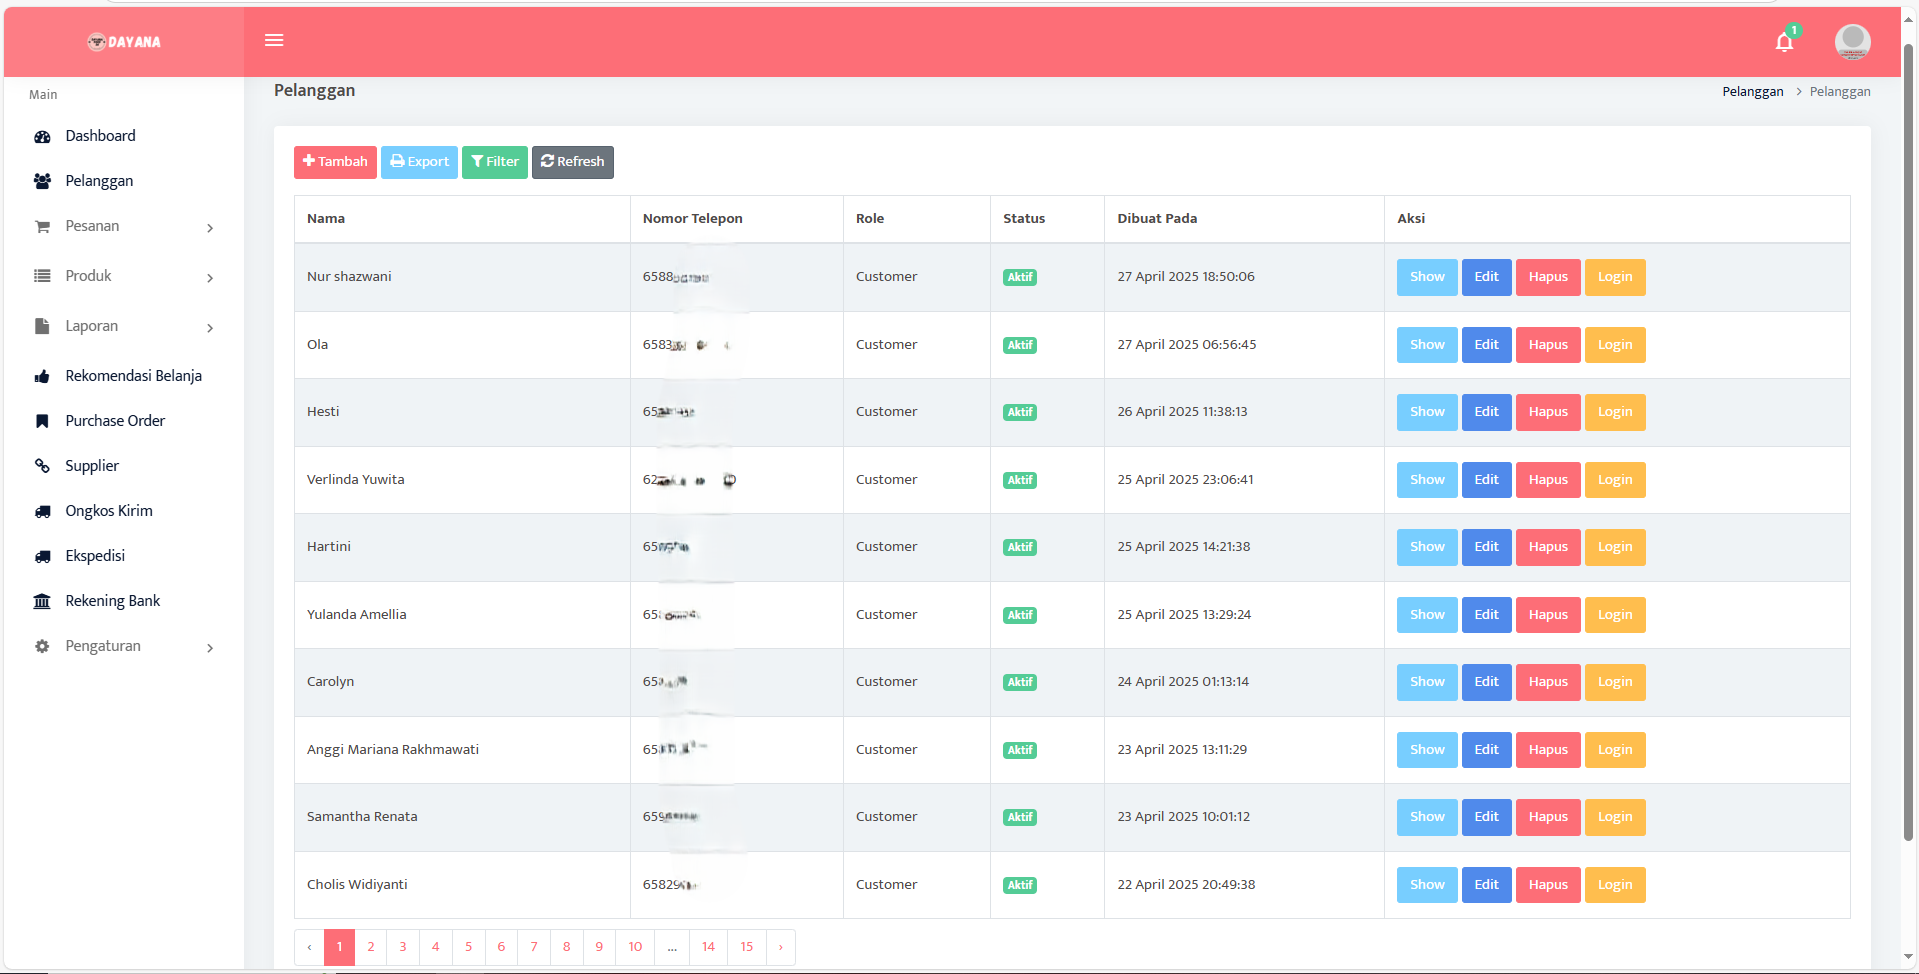 DAYANA
1
Main
Dashboard
Pelanggan
Pesanan
Produk
Laporan
Rekomendasi Belanja
Purchase Order
Supplier
Ongkos Kirim
Ekspedisi
Rekening Bank
Pengaturan
Pelanggan
Pelanggan > Pelanggan
Tambah Export Filter Refresh
Nama Nomor Telepon Role Status Dibuat Pada Aksi
Nur shazwani 6588 Customer Aktif 27 April 2025 18:50:06 Show Edit Hapus Login
Ola 6583 Customer Aktif 27 April 2025 06:56:45 Show Edit Hapus Login
Hesti 65 Customer Aktif 26 April 2025 11:38:13 Show Edit Hapus Login
Verlinda Yuwita 62 Customer Aktif 25 April 2025 23:06:41 Show Edit Hapus Login
Hartini 65 Customer Aktif 25 April 2025 14:21:38 Show Edit Hapus Login
Yulanda Amellia 65 Customer Aktif 25 April 2025 13:29:24 Show Edit Hapus Login
Carolyn 65 Customer Aktif 24 April 2025 01:13:14 Show Edit Hapus Login
Anggi Mariana Rakhmawati 65 Customer Aktif 23 April 2025 13:11:29 Show Edit Hapus Login
Samantha Renata 659 Customer Aktif 23 April 2025 10:01:12 Show Edit Hapus Login
Cholis Widiyanti 65829 Customer Aktif 22 April 2025 20:49:38 Show Edit Hapus Login
‹ 1 2 3 4 5 6 7 8 9 10 ... 14 15 ›